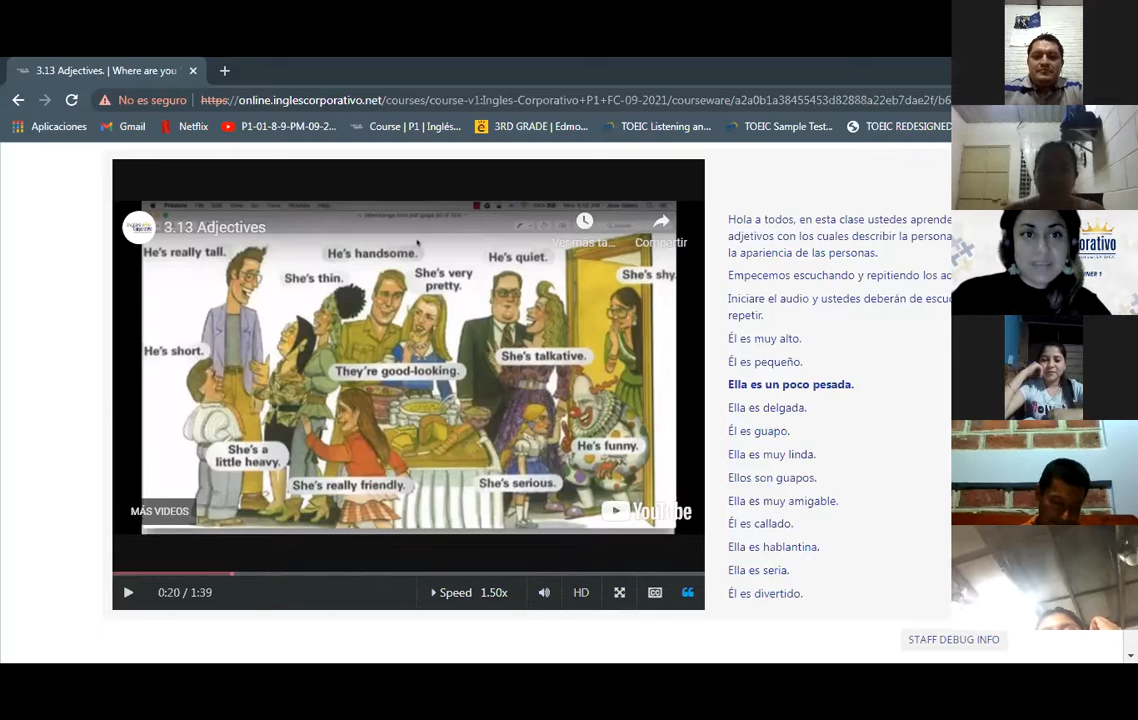 3.13 Adjectives. | Where are you
No es seguro
https://online.inglescorporativo.net/courses/course-v1:Ingles-Corporativo+P1+FC-09-2021/courseware/a2a0b1a38455453d82888a22eb7dae2f/b6
Aplicaciones
Gmail
Netflix
P1-01-8-9-PM-09-2...
Course | P1 | Inglés...
3RD GRADE | Edmo...
TOEIC Listening an...
TOEIC Sample Test...
TOEIC REDESIGNED
3.13 Adjectives
Ver más ta...
Compartir
He's really tall.
He's handsome.
He's quiet.
She's thin.
She's very
pretty.
She's shy.
He's short.
They're good-looking.
She's talkative.
She's a
little heavy.
He's funny.
She's really friendly.
She's serious.
MÁS VIDEOS
YouTube
0:20 / 1:39
Speed 1.50x
HD
Hola a todos, en esta clase ustedes aprende
adjetivos con los cuales describir la persona
la apariencia de las personas.
Empecemos escuchando y repitiendo los ad
Iniciare el audio y ustedes deberán de escu
repetir.
Él es muy alto.
Él es pequeño.
Ella es un poco pesada.
Ella es delgada.
Él es guapo.
Ella es muy linda.
Ellos son guapos.
Ella es muy amigable.
Él es callado.
Ella es hablantina.
Ella es seria.
Él es divertido.
STAFF DEBUG INFO
orativo